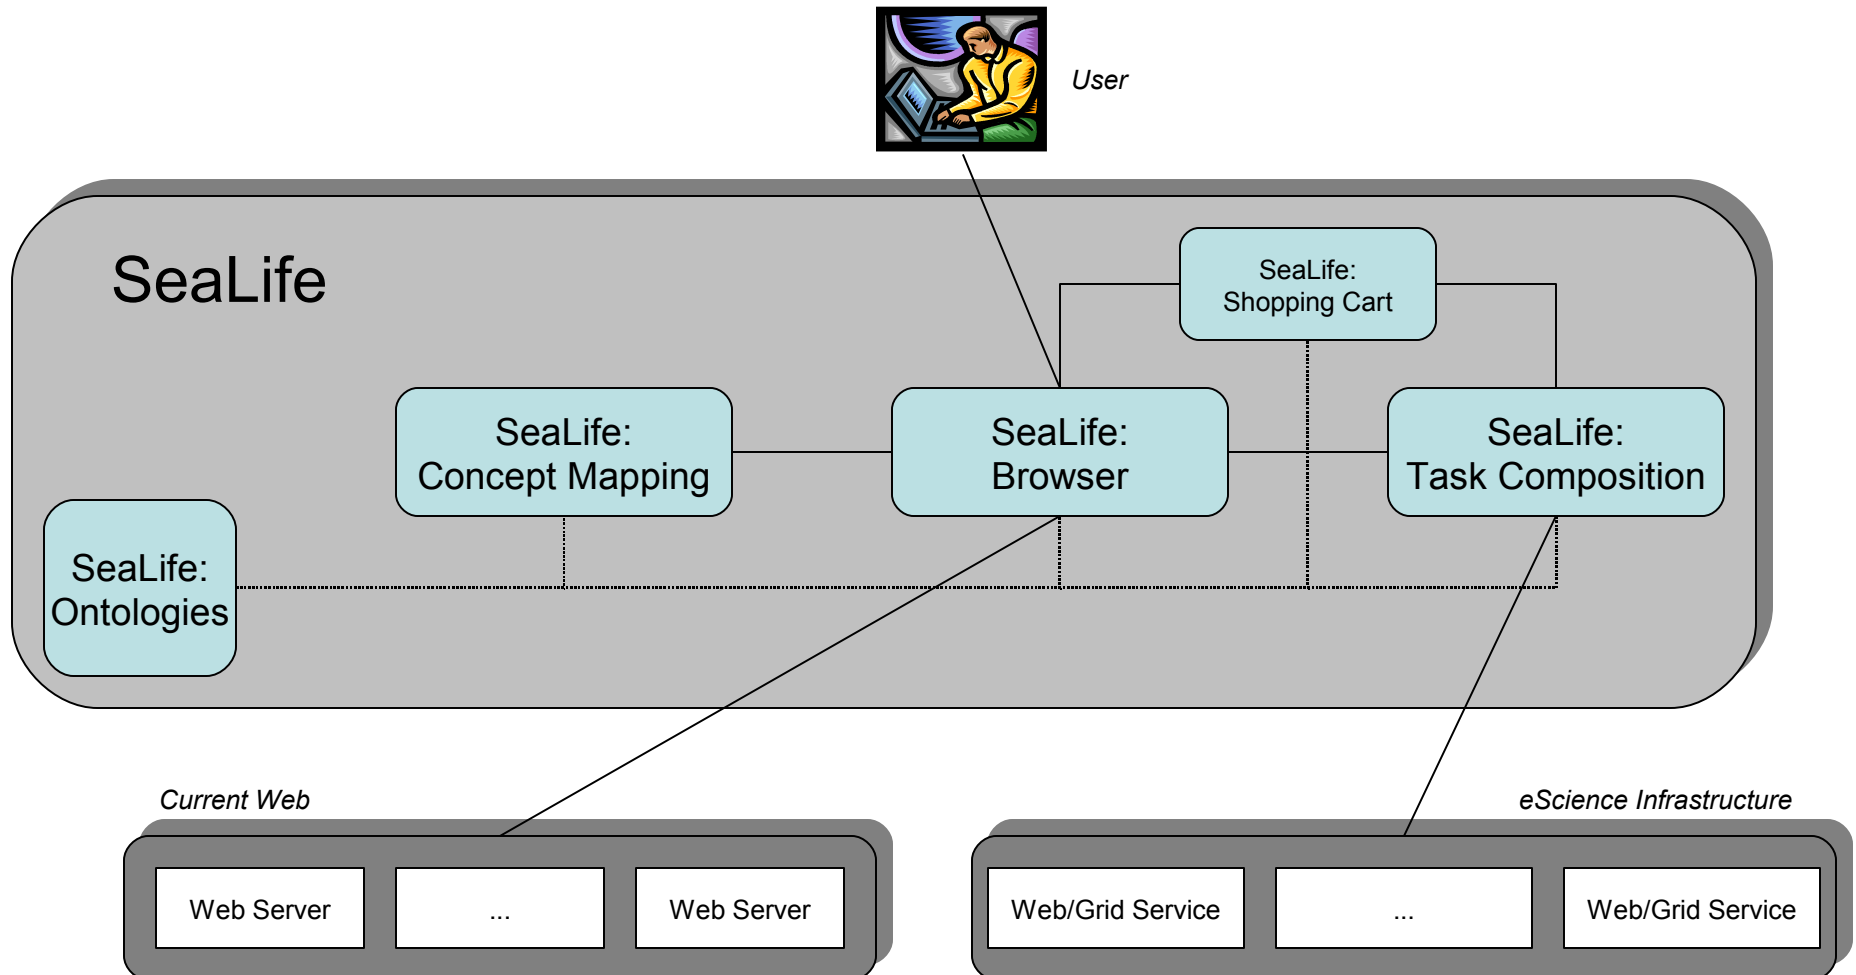 User
SeaLife
SeaLife:
Shopping Cart
SeaLife:
Concept Mapping
SeaLife:
Browser
SeaLife:
Task Composition
SeaLife:
Ontologies
Current Web
eScience Infrastructure
Web Server
...
Web Server
Web/Grid Service
...
Web/Grid Service